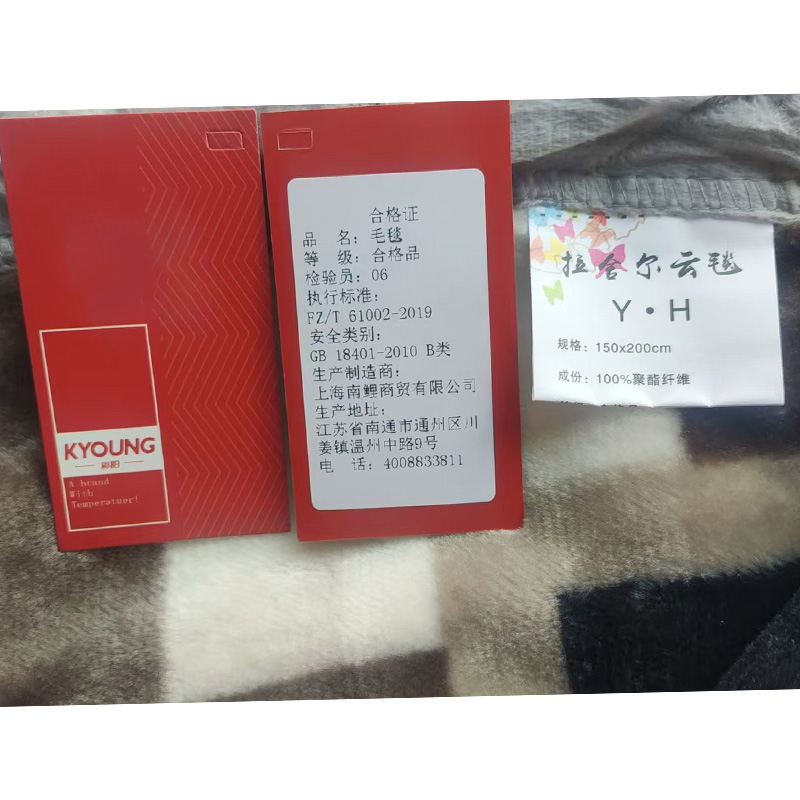 KYOUNG
彩阳
A brand
With
Temperatuer!
合格证
品 名：毛毯
等 级：合格品
检验员：06
执行标准：
FZ/T 61002-2019
安全类别：
GB 18401-2010 B类
生产制造商：
上海南鲤商贸有限公司
生产地址：
江苏省南通市通州区川
姜镇温州中路9号
电 话：4008833811
拉舍尔云毯
Y·H
规格：150x200cm
成份：100%聚酯纤维